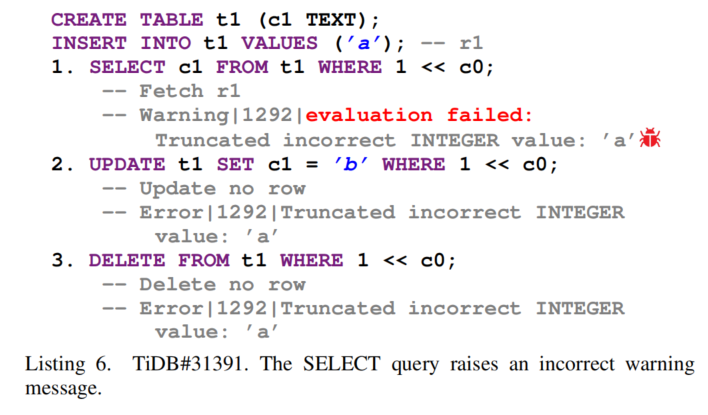 CREATE TABLE t1 (c1 TEXT);
INSERT INTO t1 VALUES ('a'); -- r1
1. SELECT c1 FROM t1 WHERE 1 << c0;
-- Fetch r1
-- Warning|1292|evaluation failed:
Truncated incorrect INTEGER value: 'a'
2. UPDATE t1 SET c1 = 'b' WHERE 1 << c0;
-- Update no row
-- Error|1292|Truncated incorrect INTEGER
value: 'a'
3. DELETE FROM t1 WHERE 1 << c0;
-- Delete no row
-- Error|1292|Truncated incorrect INTEGER
value: 'a'
Listing 6. TiDB#31391. The SELECT query raises an incorrect warning
message.